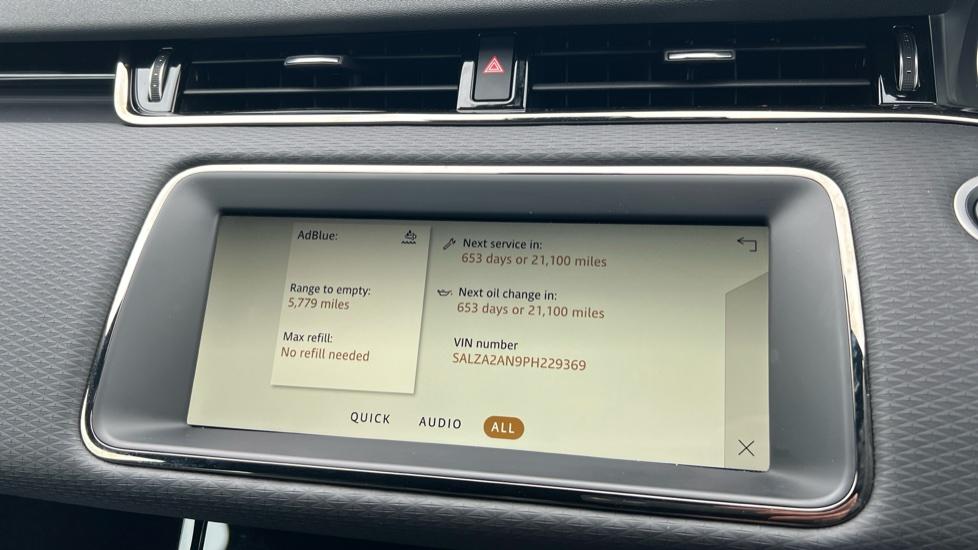 AdBlue:
Range to empty:
5,779 miles
Max refill:
No refill needed
Next service in:
653 days or 21,100 miles
Next oil change in:
653 days or 21,100 miles
VIN number
SALZA2AN9PH229369
QUICK AUDIO ALL